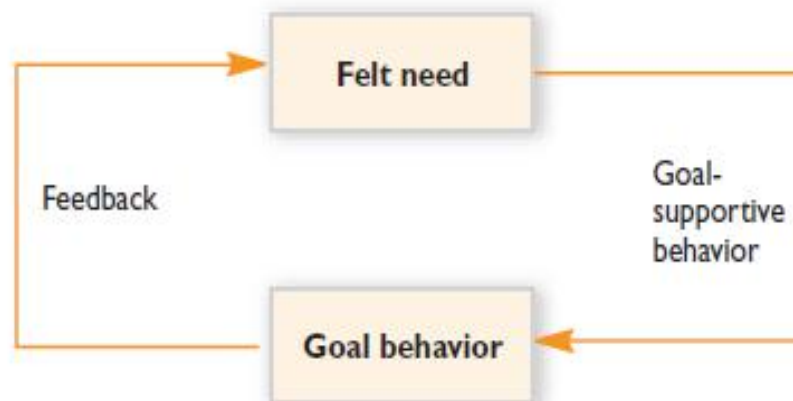 Felt need
Feedback
Goal-
supportive
behavior
Goal behavior